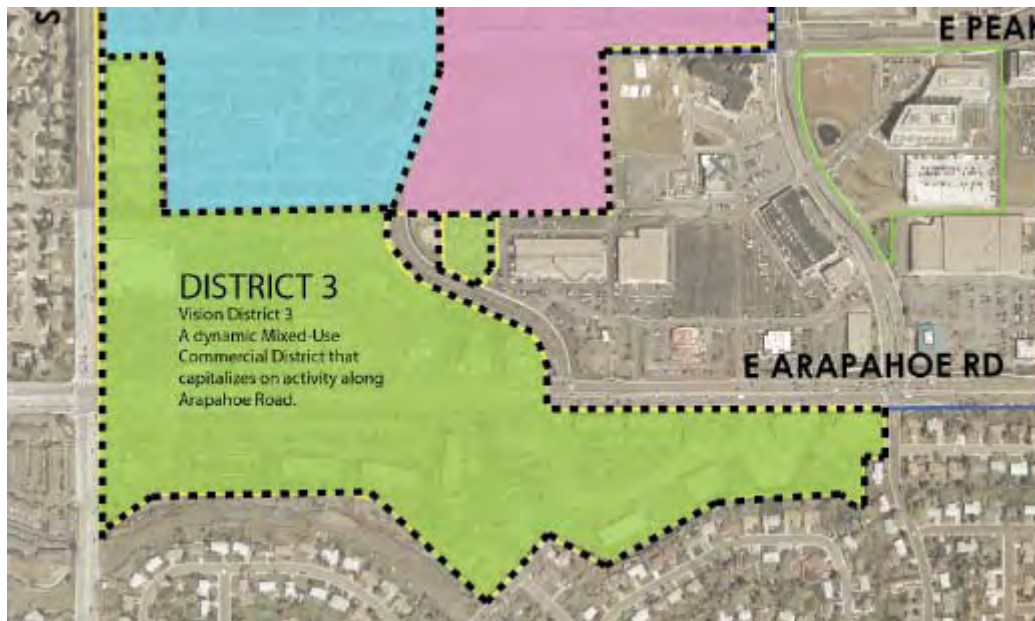 S
E PEAK
DISTRICT 3
Vision District 3
A dynamic Mixed-Use
Commercial District that
capitalizes on activity along
Arapahoe Road.
E ARAPAHOE RD